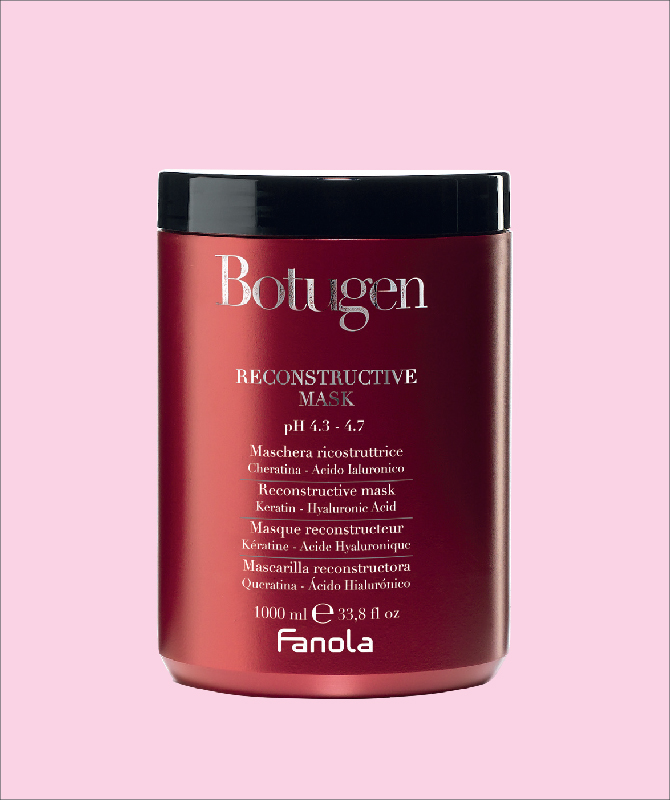 Botugen
RECONSTRUCTIVE
MASK
pH 4.3 - 4.7
Maschera ricostruttrice
Cheratina - Acido Ialuronico
Reconstructive mask
Keratin - Hyaluronic Acid
Masque reconstructeur
Kératine - Acide Hyaluronique
Mascarilla reconstructora
Queratina - Ácido Hialurónico
1000 ml ℮ 33,8 fl oz
Fanola